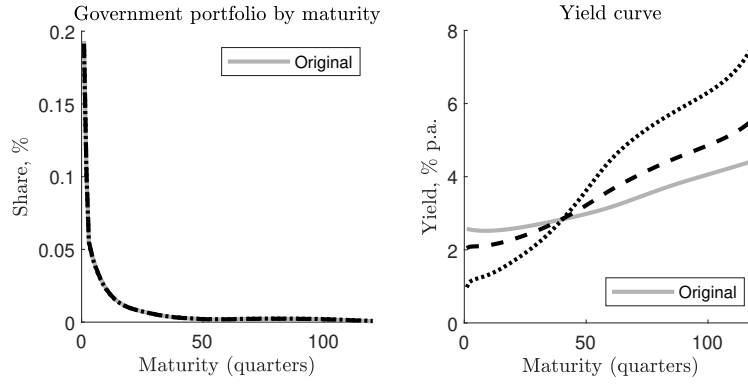 Government portfolio by maturity
0.2
0.15
0.1
0.05
0
Share, %
Original
0
50
100
Maturity (quarters)
Yield curve
8
6
4
2
0
Yield, % p.a.
Original
0
50
100
Maturity (quarters)